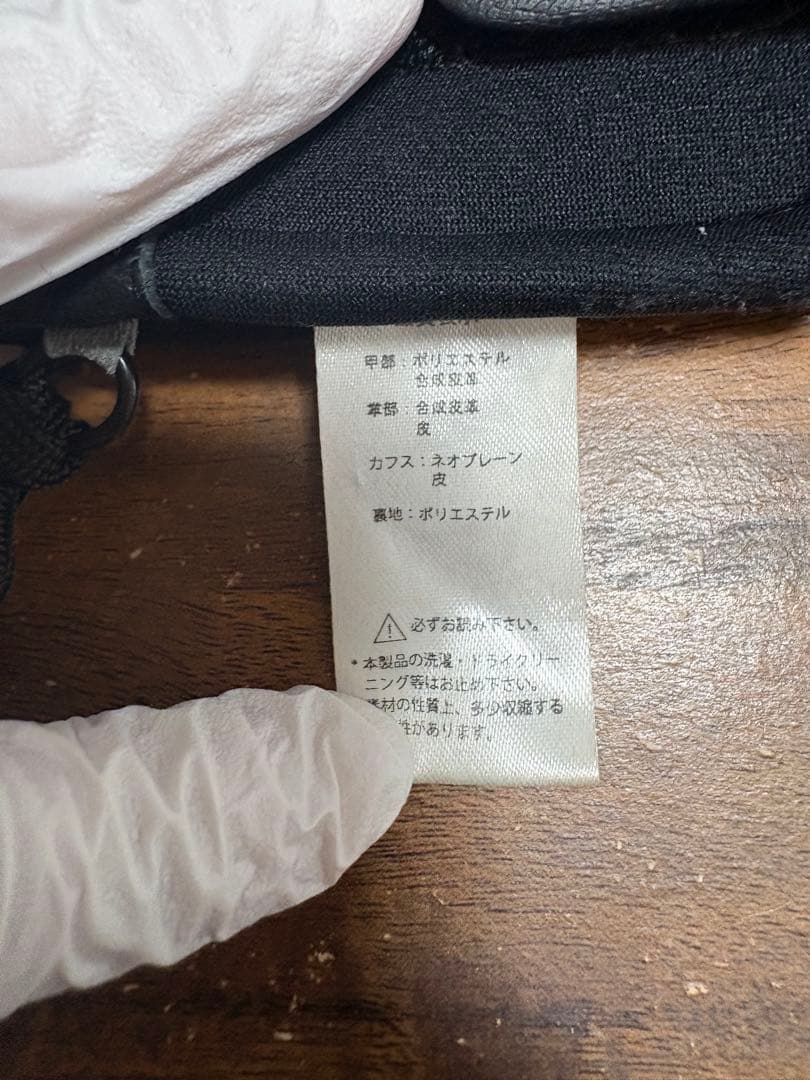 甲部：ポリエステル
合成皮革
革部：合成皮革
皮
カフス：ネオプレーン
皮
裏地：ポリエステル
必ずお読み下さい。
*本製品の洗濯・ドライクリー
ニング等はお止め下さい。
素材の性質上、多少収縮する
性があります。